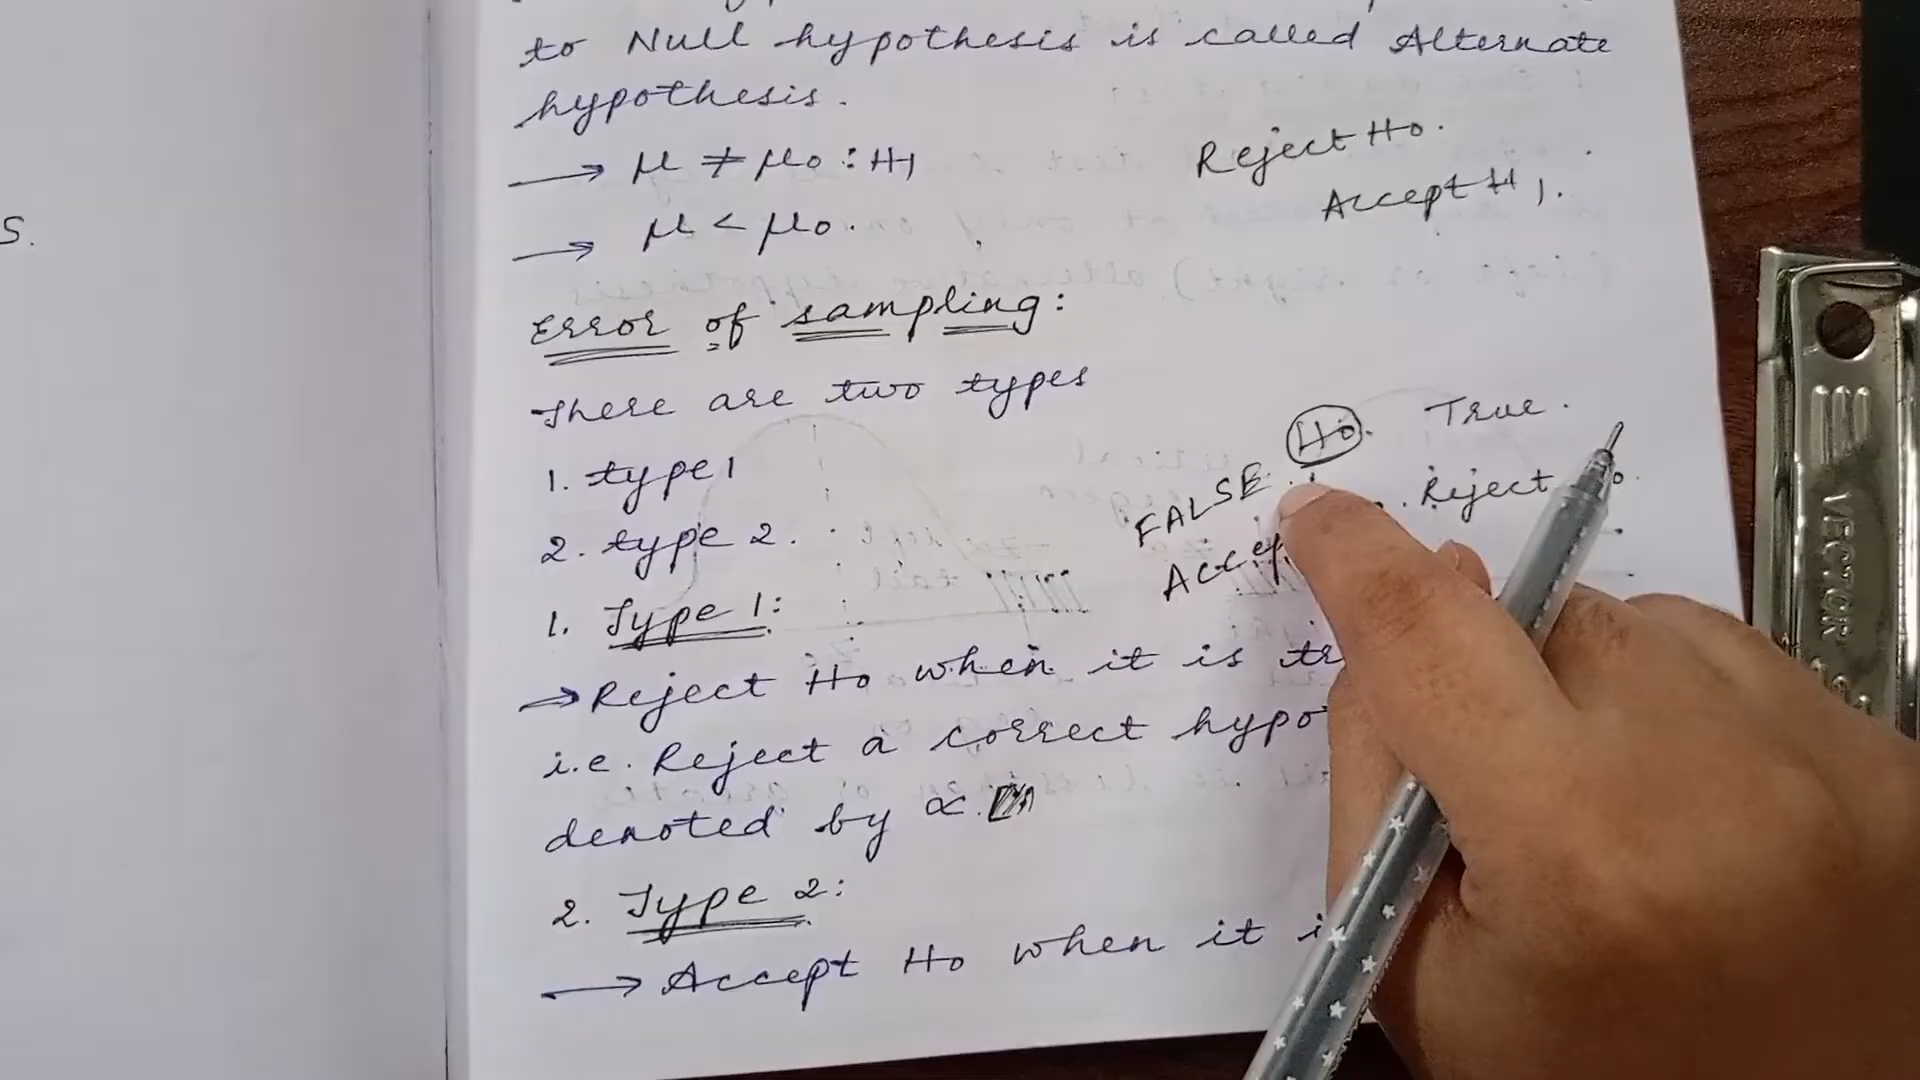 to Null hypothesis is called Alternate
hypothesis.
→ μ ≠ μ0 : H1
→ μ < μ0.
Reject H0.
Accept H1.
Error of sampling:
There are two types
1. type 1
2. type 2.
H0. True.
FALSE. Reject
Accep
1. Type 1:
→ Reject H0 when it is tr
i.e. Reject a correct hypo
denoted by α.
2. Type 2:
→ Accept H0 when it i
S.
VECTOR